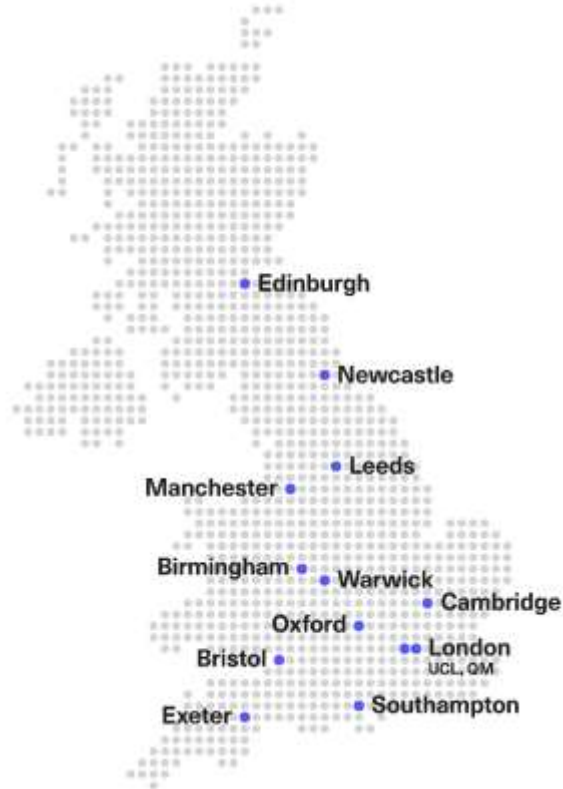 Edinburgh
Newcastle
Leeds
Manchester
Birmingham
Warwick
Cambridge
Oxford
London
UCL, QM
Bristol
Southampton
Exeter